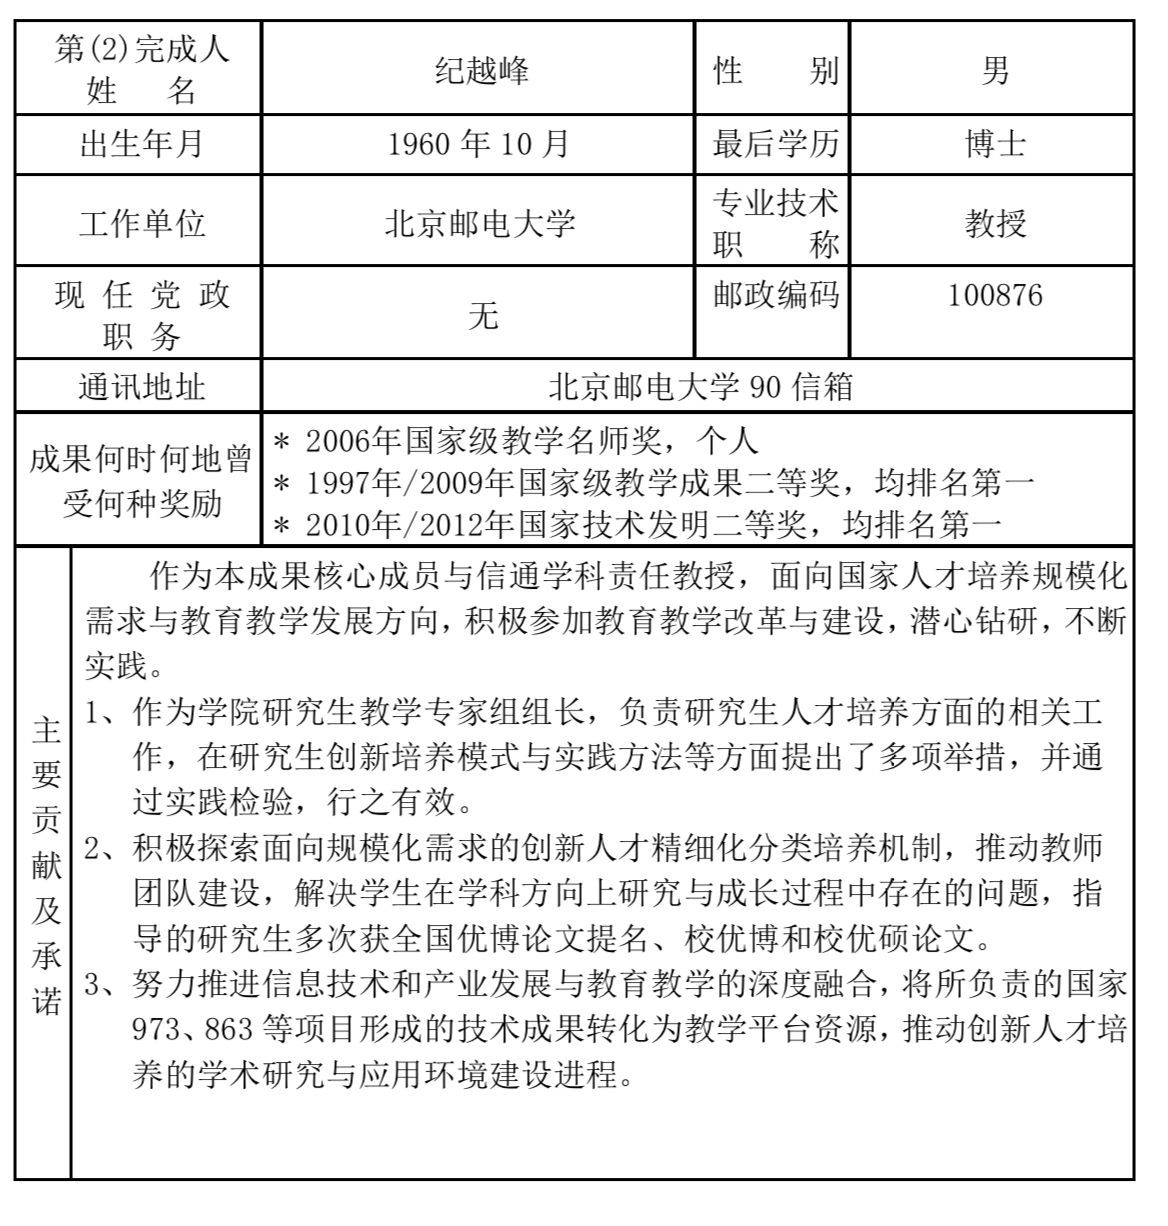 第(2)完成人
姓 名
纪越峰
性 别
男
出生年月
1960 年 10 月
最后学历
博士
工作单位
北京邮电大学
专业技术
职 称
教授
现 任 党 政
职 务
无
邮政编码
100876
通讯地址
北京邮电大学 90 信箱
成果何时何地曾
受何种奖励
* 2006年国家级教学名师奖，个人
* 1997年/2009年国家级教学成果二等奖，均排名第一
* 2010年/2012年国家技术发明二等奖，均排名第一
主要贡献及承诺
作为本成果核心成员与信通学科责任教授，面向国家人才培养规模化
需求与教育教学发展方向，积极参加教育教学改革与建设，潜心钻研，不断
实践。
1、作为学院研究生教学专家组组长，负责研究生人才培养方面的相关工
作，在研究生创新培养模式与实践方法等方面提出了多项举措，并通
过实践检验，行之有效。
2、积极探索面向规模化需求的创新人才精细化分类培养机制，推动教师
团队建设，解决学生在学科方向上研究与成长过程中存在的问题，指
导的研究生多次获全国优博论文提名、校优博和校优硕论文。
3、努力推进信息技术和产业发展与教育教学的深度融合，将所负责的国家
973、863 等项目形成的技术成果转化为教学平台资源，推动创新人才培
养的学术研究与应用环境建设进程。